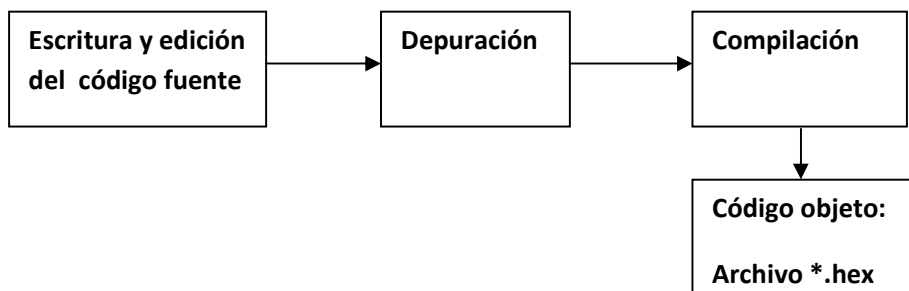 Escritura y edición
del código fuente
Depuración
Compilación
Código objeto:
Archivo *.hex